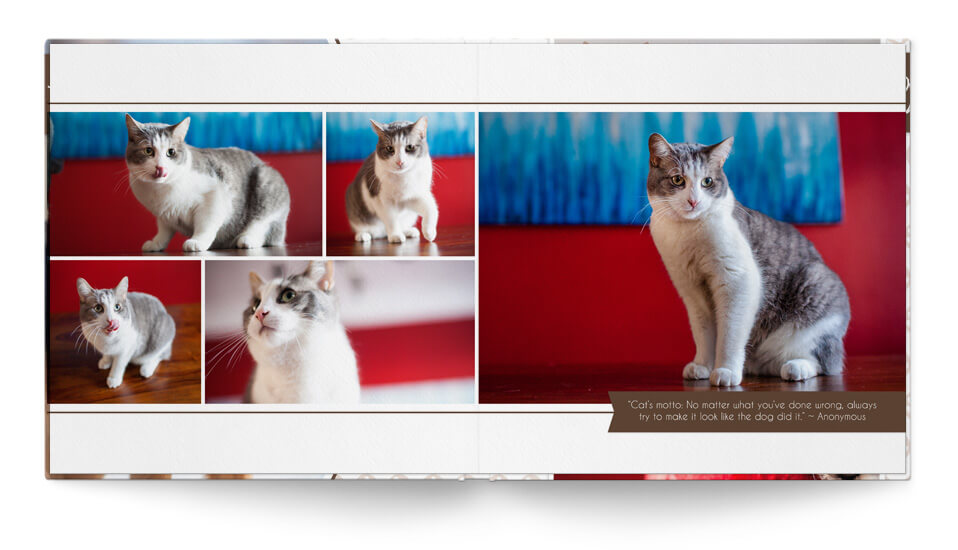 "Cat's motto: No matter what you've done wrong, always
try to make it look like the dog did it." ~ Anonymous